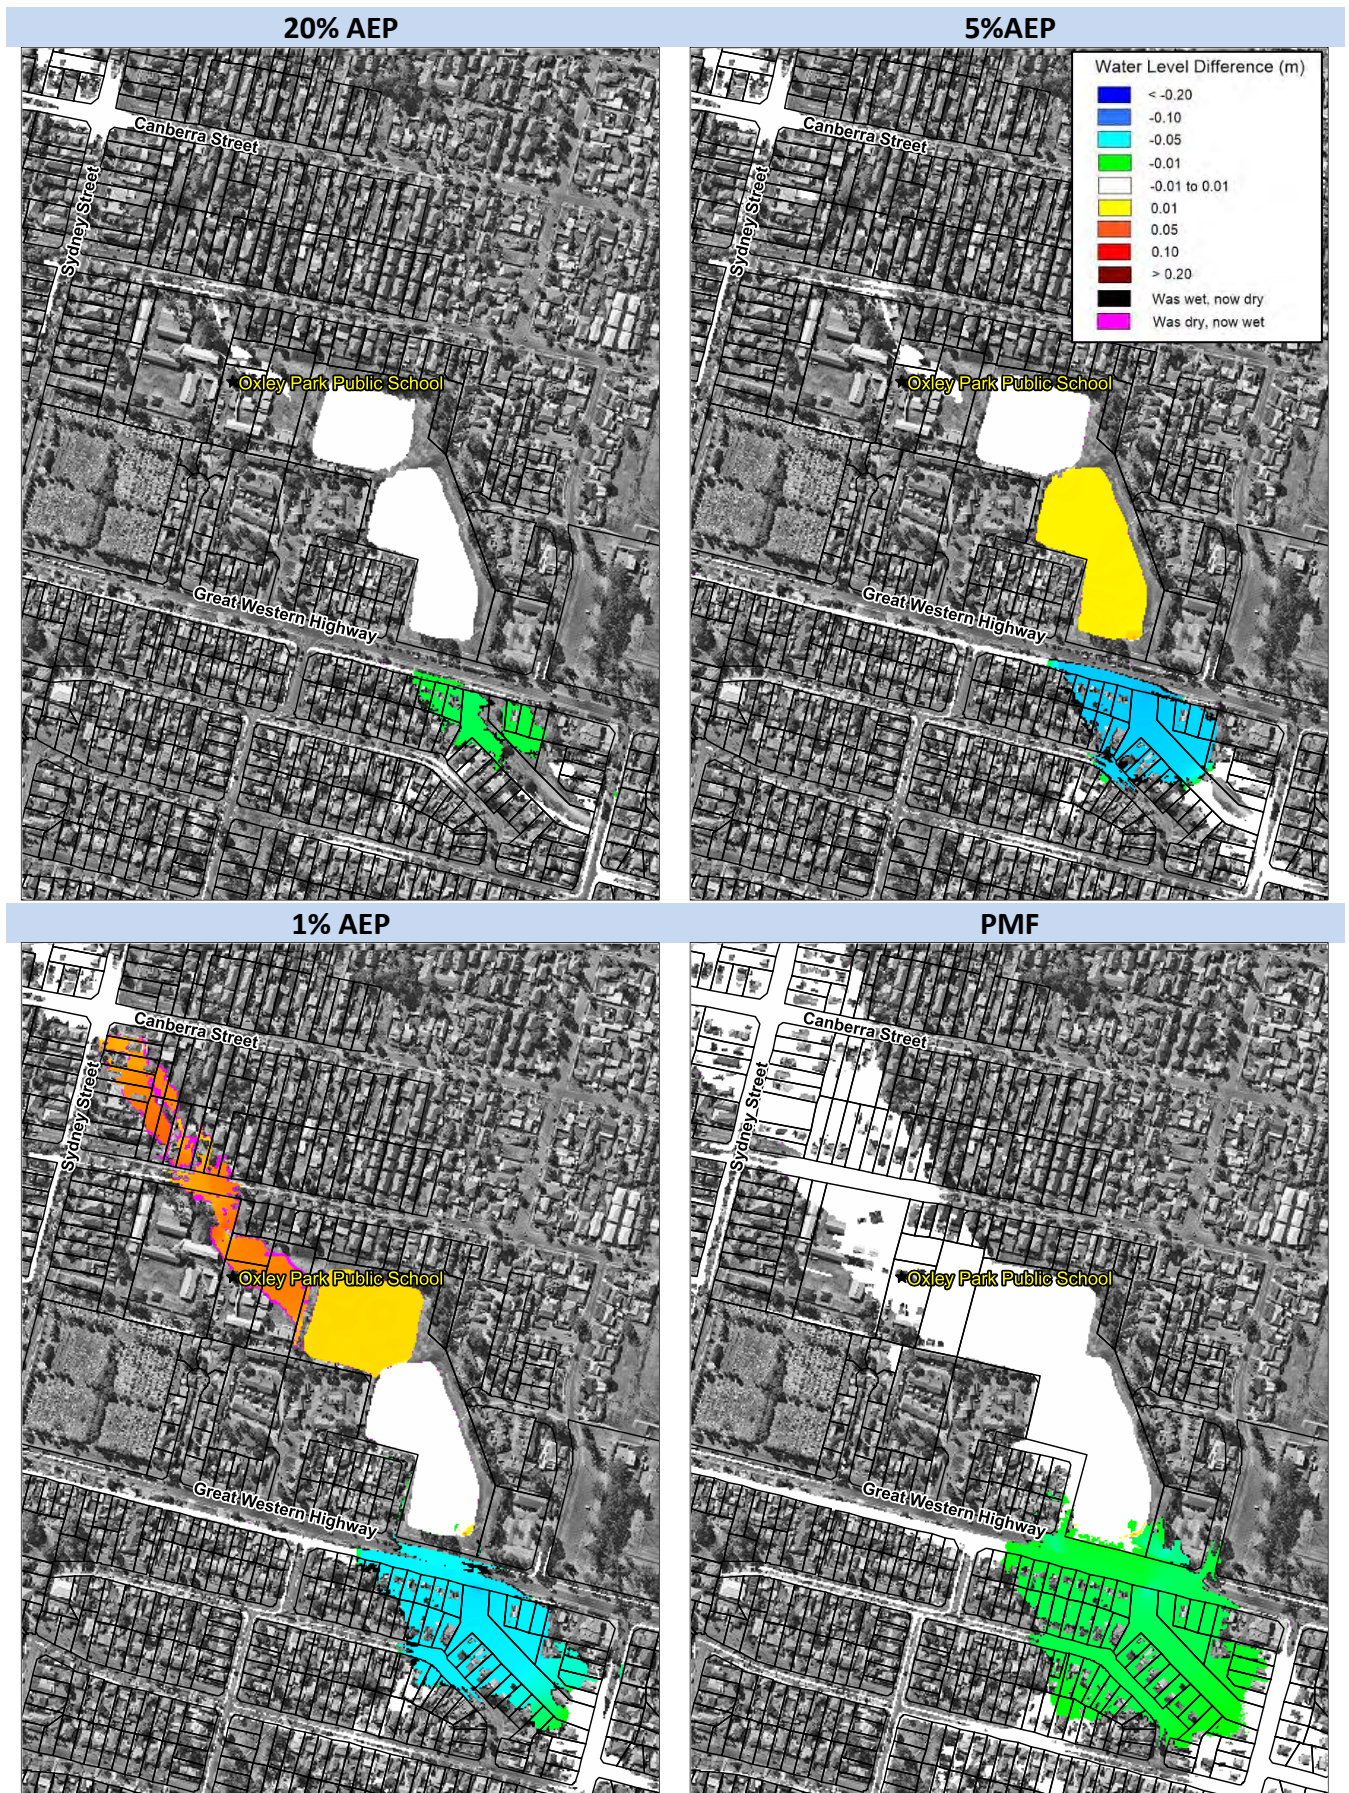 20% AEP
5%AEP
Canberra Street
Sydney Street
Oxley Park Public School
Great Western Highway
Canberra Street
Sydney Street
Oxley Park Public School
Great Western Highway
Water Level Difference (m)
< -0.20
-0.10
-0.05
-0.01
-0.01 to 0.01
0.01
0.05
0.10
> 0.20
Was wet, now dry
Was dry, now wet
1% AEP
PMF
Canberra Street
Sydney Street
Oxley Park Public School
Great Western Highway
Canberra Street
Sydney Street
Oxley Park Public School
Great Western Highway